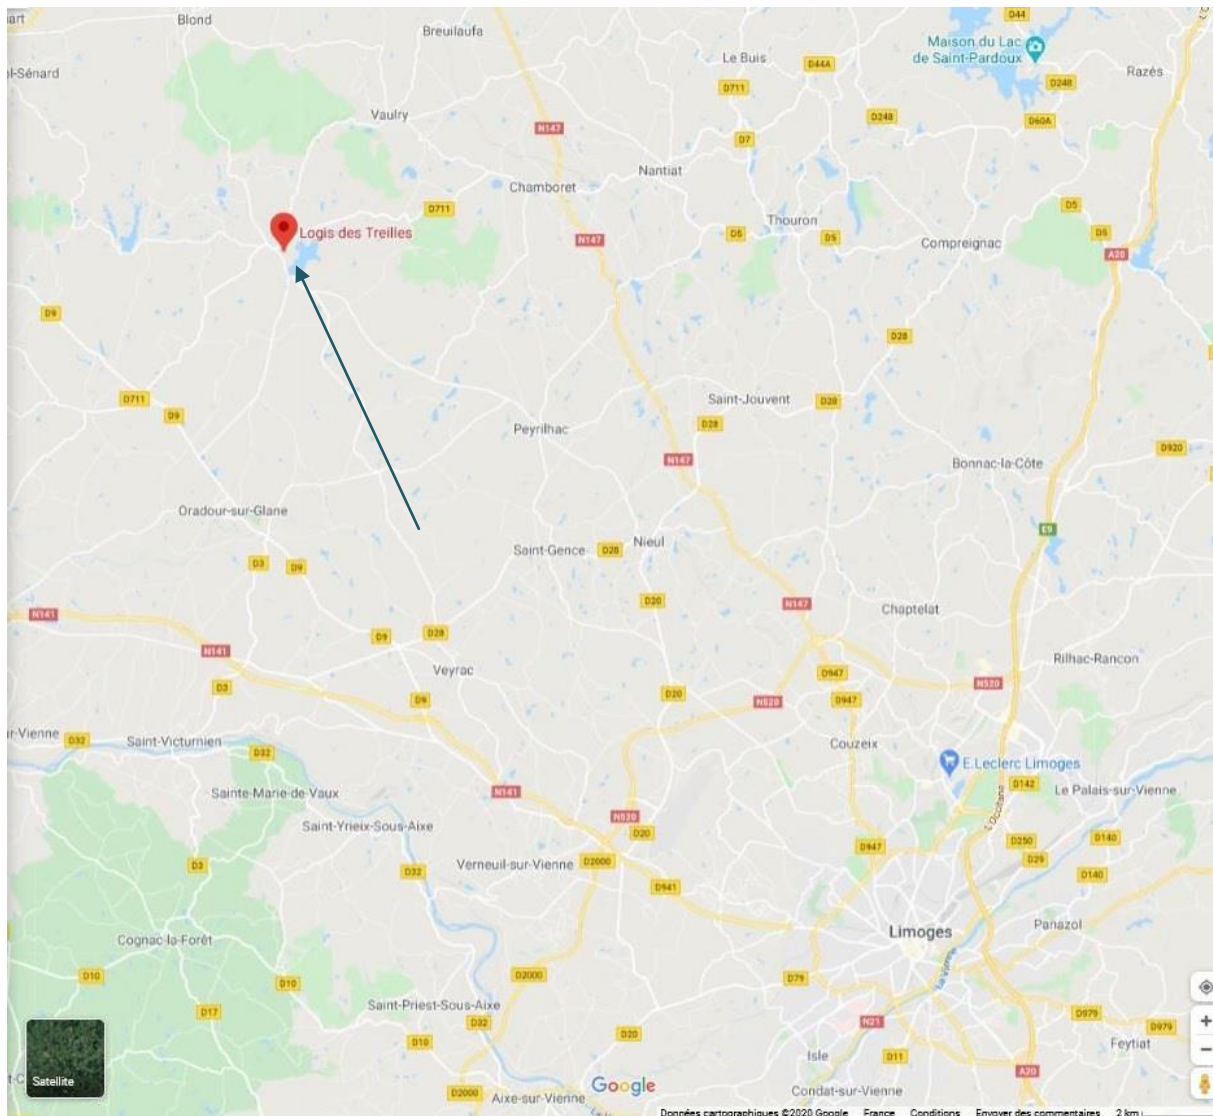 art
Blond
Breuilaufa
D44
Le Buis
D44A
Maison du Lac
de Saint-Pardoux
Razés
ol-Sénard
D711
D248
Vaulry
N147
D248
D60A
D7
Nantiat
Chamboret
D711
Thouron
D5
D5
D5
D5
Compreignac
Logis des Treilles
N147
A20
D9
D28
D711
D9
Saint-Jouvent
D28
D28
Peyrilhac
N147
Bonnac-la-Côte
D920
Oradour-sur-Glane
E9
Saint-Gence
D28
Nieul
D3
D9
D20
N147
Chaptelat
N141
D9
D28
N141
Veyrac
D947
Rilhac-Rancon
D3
D9
D20
N520
D947
N520
ur-Vienne
D32
Saint-Victurnien
D32
Couzeix
E.Leclerc Limoges
D142
Le Palais-sur-Vienne
Sainte-Marie-de-Vaux
N141
L'Occitane
Saint-Yrieix-Sous-Aixe
N520
D20
D250
D140
D3
D32
Verneuil-sur-Vienne
D2000
D947
D29
D140
D941
Cognac-la-Forêt
Limoges
Panazol
La Vienne
D10
D10
D2000
D79
D17
Saint-Priest-Sous-Aixe
D32
D20
N21
D979
D979
D10
Feytiat
Isle
D11
Satellite
Google
A20
D2000
Aixe-sur-Vienne
Condat-sur-Vienne
Données cartographiques ©2020 Google France Conditions Envoyer des commentaires 2 km